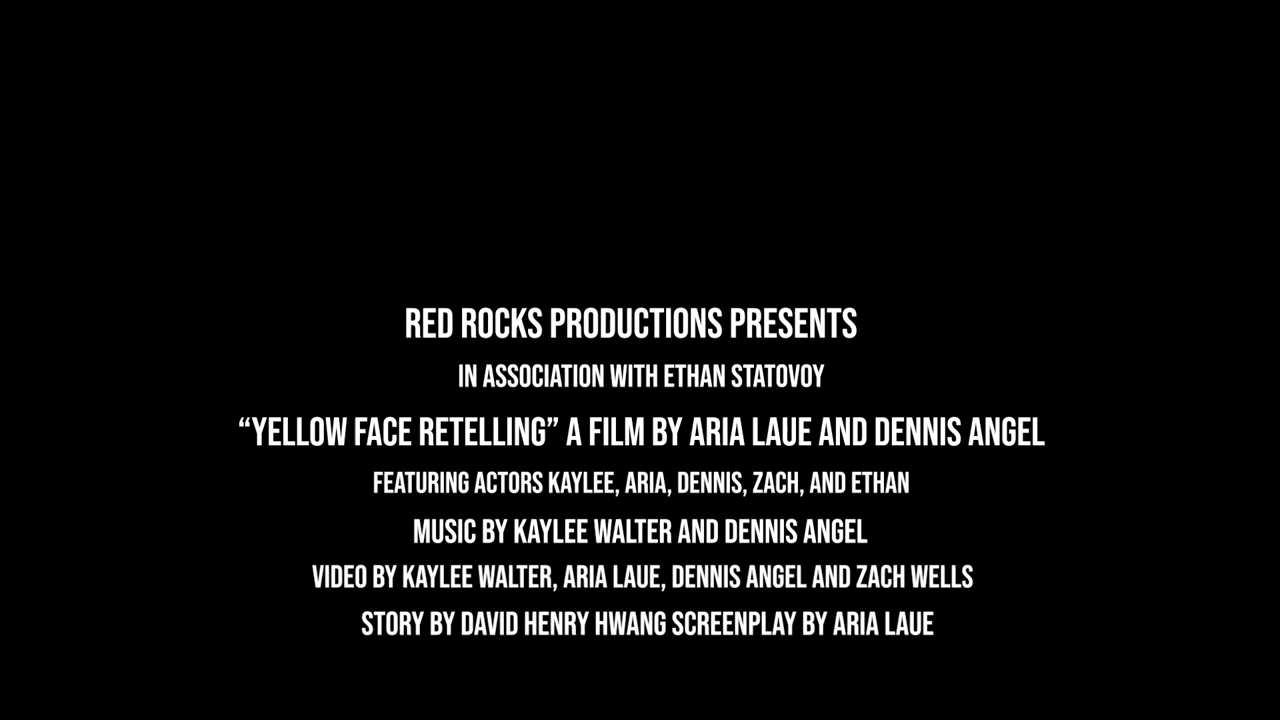 RED ROCKS PRODUCTIONS PRESENTS
IN ASSOCIATION WITH ETHAN STATOVOY
“YELLOW FACE RETELLING” A FILM BY ARIA LAUE AND DENNIS ANGEL
FEATURING ACTORS KAYLEE, ARIA, DENNIS, ZACH, AND ETHAN
MUSIC BY KAYLEE WALTER AND DENNIS ANGEL
VIDEO BY KAYLEE WALTER, ARIA LAUE, DENNIS ANGEL AND ZACH WELLS
STORY BY DAVID HENRY HWANG SCREENPLAY BY ARIA LAUE